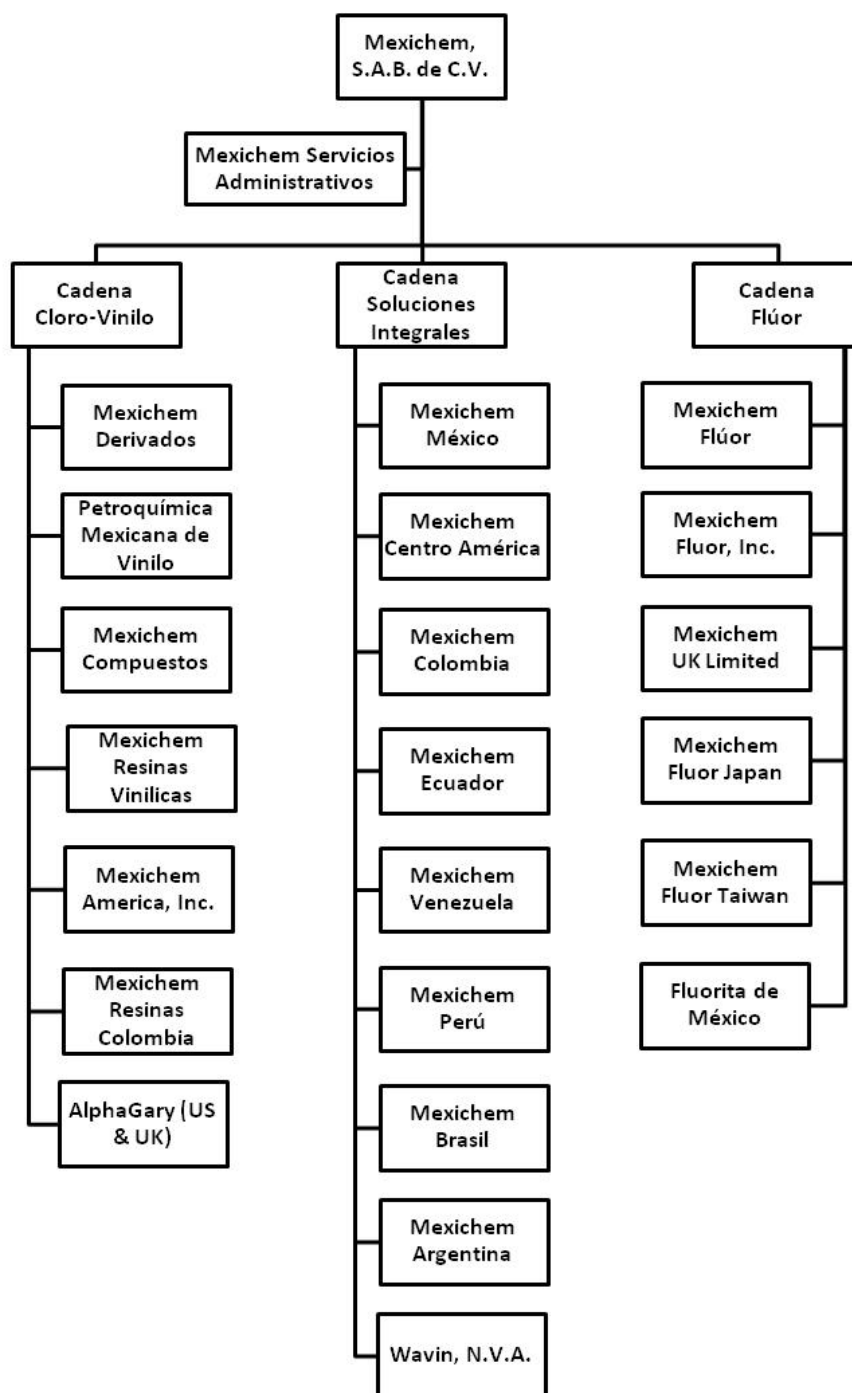 Mexichem,
S.A.B. de C.V.
Mexichem Servicios
Administrativos
Cadena
Cloro-Vinilo
Mexichem
Derivados
Petroquímica
Mexicana de
Vinilo
Mexichem
Compuestos
Mexichem
Resinas
Vinilicas
Mexichem
America, Inc.
Mexichem
Resinas
Colombia
AlphaGary (US
& UK)
Cadena
Soluciones
Integrales
Mexichem
México
Mexichem
Centro América
Mexichem
Colombia
Mexichem
Ecuador
Mexichem
Venezuela
Mexichem
Perú
Mexichem
Brasil
Mexichem
Argentina
Wavin, N.V.A.
Cadena
Flúor
Mexichem
Flúor
Mexichem
Fluor, Inc.
Mexichem
UK Limited
Mexichem
Fluor Japan
Mexichem
Fluor Taiwan
Fluorita de
México